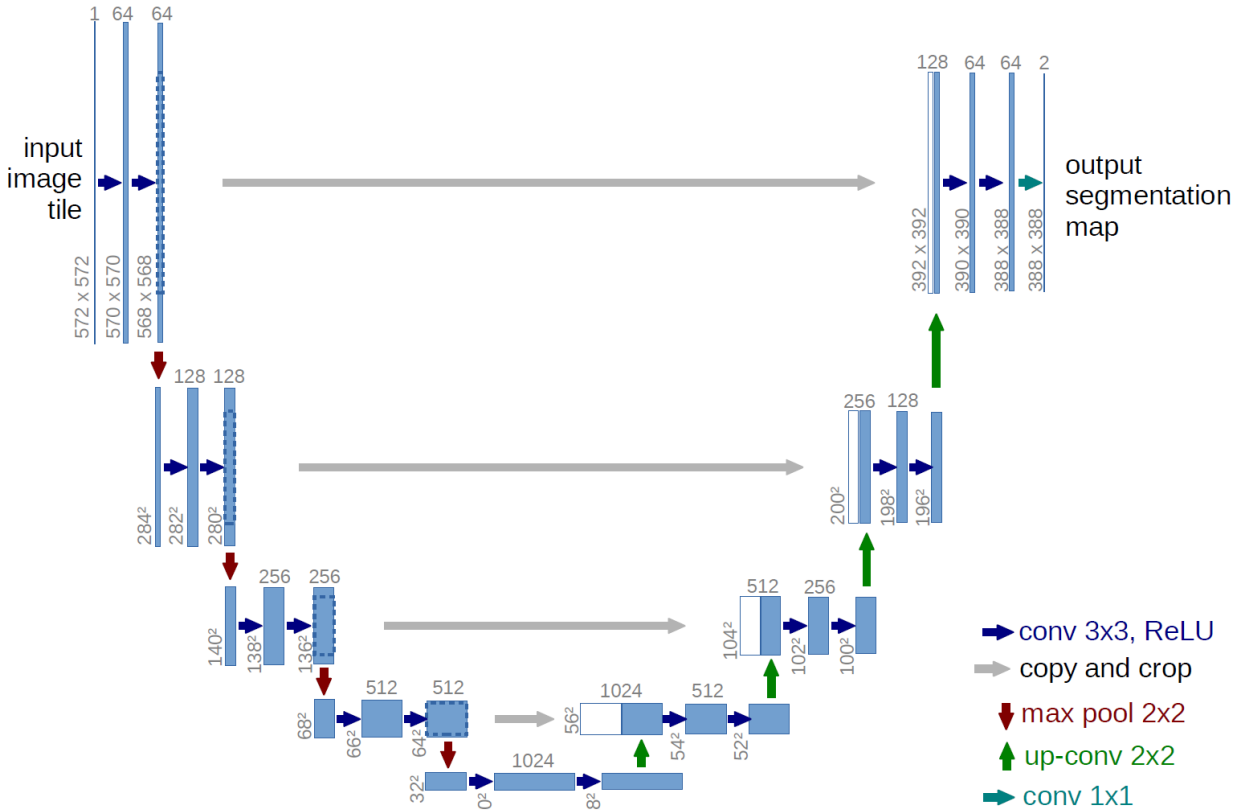 1 64 64
input
image
tile
572 x 572
570 x 570
568 x 568
128 64 64 2
output
segmentation
map
392 x 392
390 x 390
388 x 388
388 x 388
128 128
284²
282²
280²
256 128
200²
198²
196²
256 256
140²
138²
136²
512 256
104²
102²
100²
512 512
68²
66²
64²
1024 512
56²
54²
52²
1024
32²
0²
8²
conv 3x3, ReLU
copy and crop
max pool 2x2
up-conv 2x2
conv 1x1